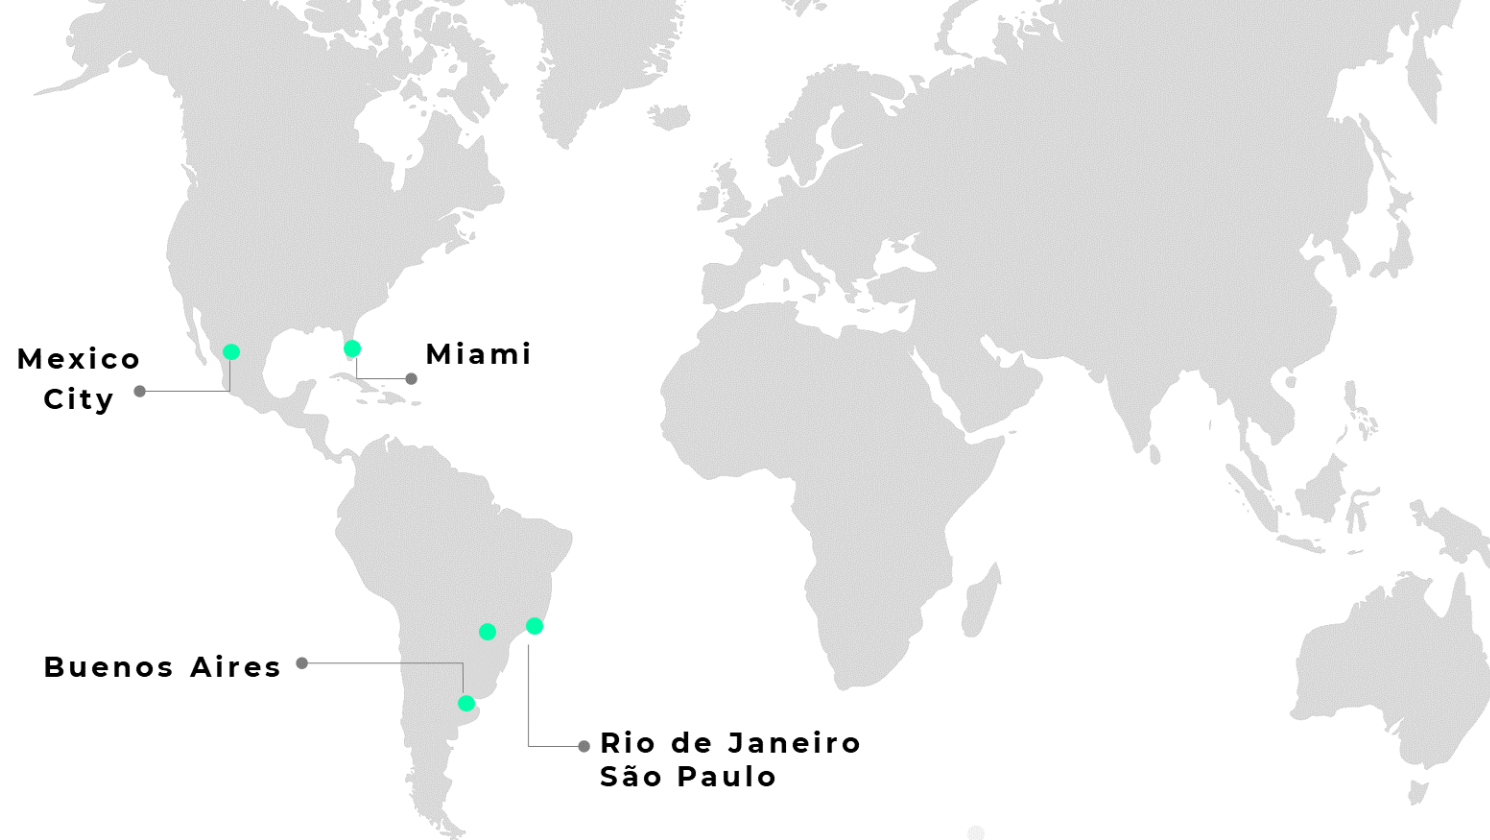 Mexico
City
Miami
Buenos Aires
Rio de Janeiro
São Paulo